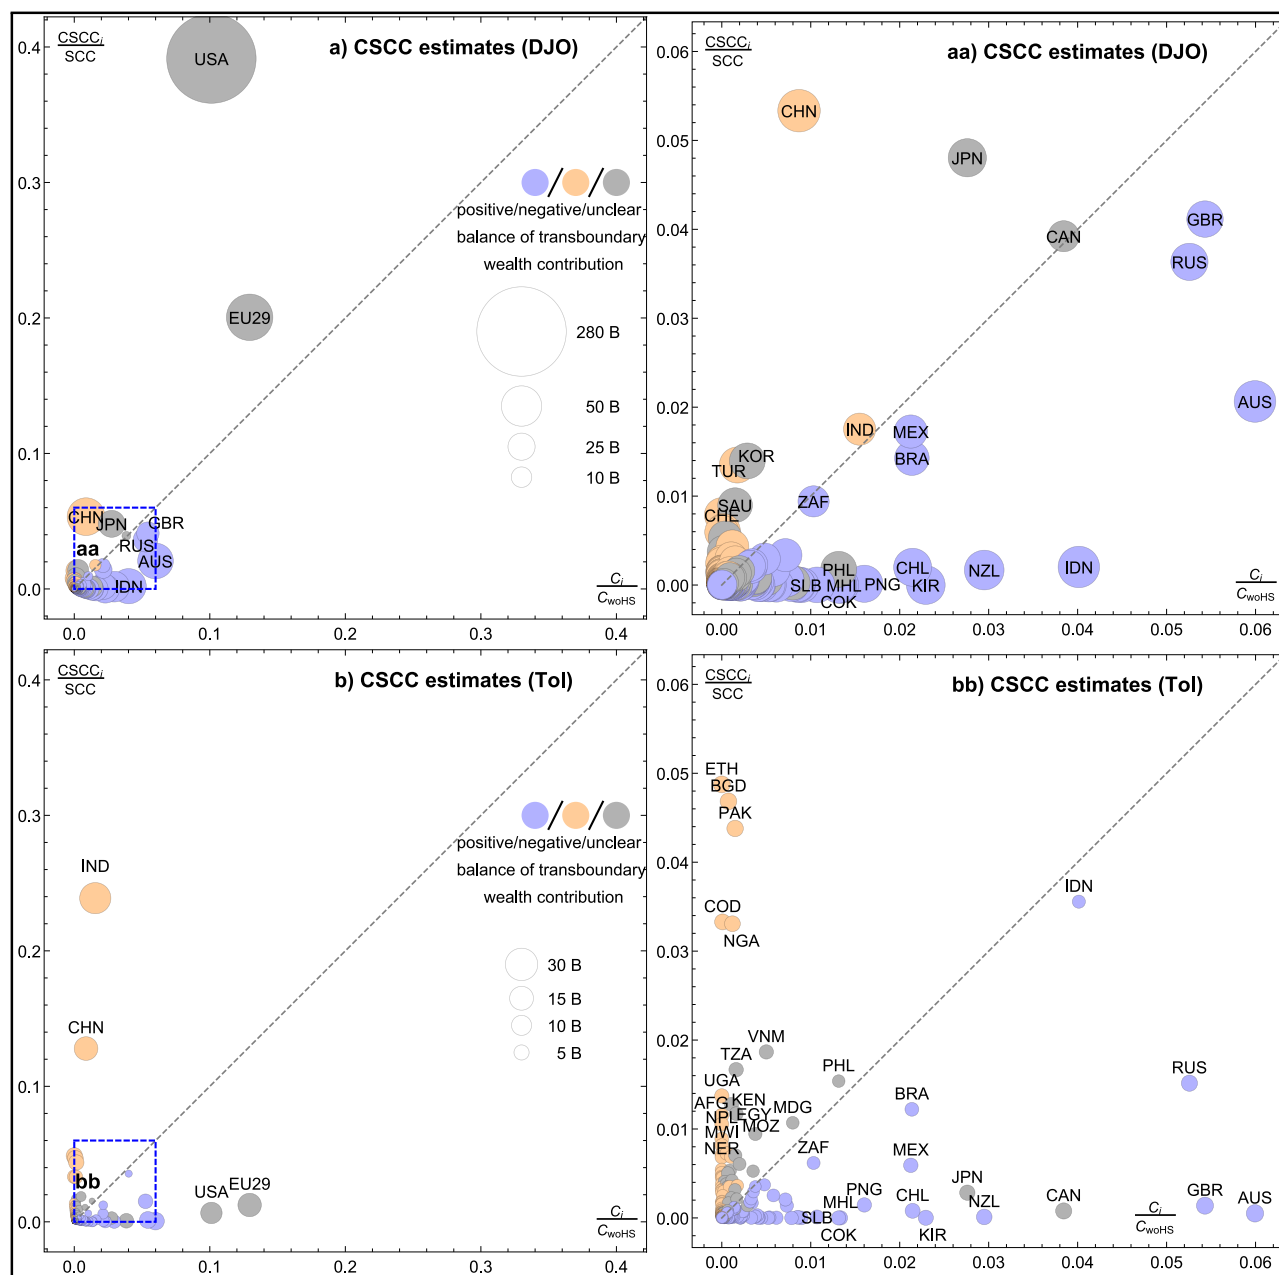 a) CSCC estimates (DJO)
CSCC_i
SCC
0.4
0.3
0.2
0.1
0.0
0.0
0.1
0.2
0.3
0.4
USA
EU29
CHN
JPN
GBR
RUS
AUS
IDN
aa
positive/negative/unclear
balance of transboundary
wealth contribution
280 B
50 B
25 B
10 B
C_i
C_woHS
aa) CSCC estimates (DJO)
CSCC_i
SCC
0.06
0.05
0.04
0.03
0.02
0.01
0.00
0.00
0.01
0.02
0.03
0.04
0.05
0.06
CHN
JPN
CAN
GBR
RUS
AUS
IND
MEX
BRA
KOR
TUR
SAU
ZAF
CHE
PHL
CHL
NZL
IDN
SLB
MHL
PNG
KIR
COK
C_i
C_woHS
b) CSCC estimates (Tol)
CSCC_i
SCC
0.4
0.3
0.2
0.1
0.0
0.0
0.1
0.2
0.3
0.4
IND
CHN
bb
USA
EU29
positive/negative/unclear
balance of transboundary
wealth contribution
30 B
15 B
10 B
5 B
C_i
C_woHS
bb) CSCC estimates (Tol)
CSCC_i
SCC
0.06
0.05
0.04
0.03
0.02
0.01
0.00
0.00
0.01
0.02
0.03
0.04
0.05
0.06
ETH
BGD
PAK
COD
NGA
IDN
VNM
TZA
PHL
RUS
UGA
BRA
AFG
KEN
NPL
EGY
MDG
MWI
MOZ
NER
ZAF
MEX
JPN
PNG
MHL
CHL
NZL
CAN
GBR
AUS
SLB
COK
KIR
C_i
C_woHS